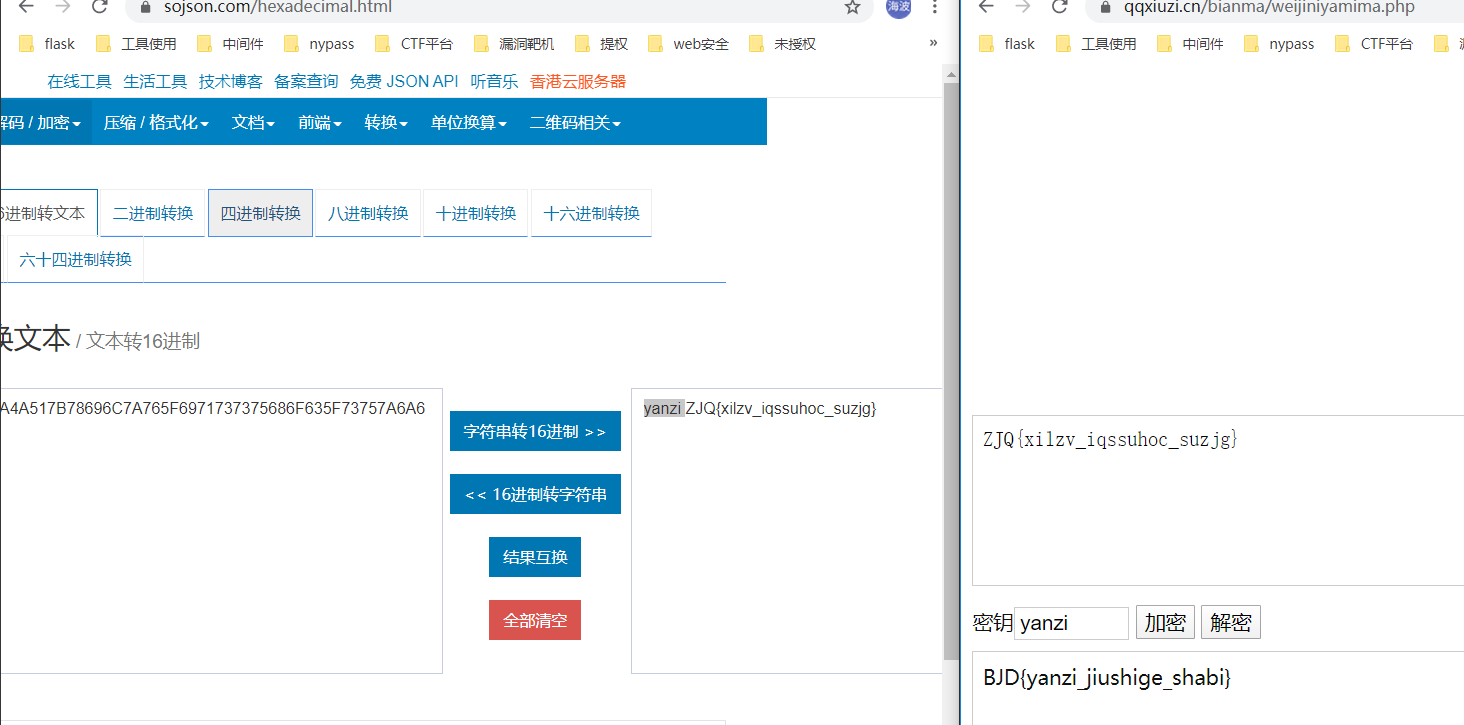 sojson.com/hexadecimal.html
海波
flask 工具使用 中间件 nypass CTF平台 漏洞靶机 提权 web安全 未授权 »
在线工具 生活工具 技术博客 备案查询 免费 JSON API 听音乐 香港云服务器
解码 / 加密 压缩 / 格式化 文档 前端 转换 单位换算 二维码相关
6进制转文本 二进制转换 四进制转换 八进制转换 十进制转换 十六进制转换
六十四进制转换
换文本 / 文本转16进制
A4A517B78696C7A765F6971737375686F635F73757A6A6
字符串转16进制 >>
<< 16进制转字符串
结果互换
全部清空
yanzi ZJQ{xilzv_iqssuhoc_suzjg}
qqxiuzi.cn/bianma/weijiniyamima.php
flask 工具使用 中间件 nypass CTF平台
ZJQ{xilzv_iqssuhoc_suzjg}
密钥 yanzi 加密 解密
BJD{yanzi_jiushige_shabi}